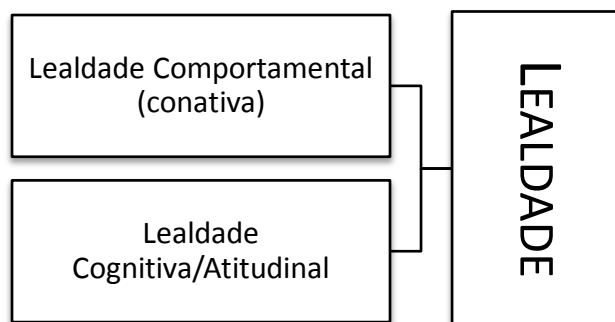 Lealdade Comportamental
(conativa)
Lealdade
Cognitiva/Atitudinal
LEALDADE